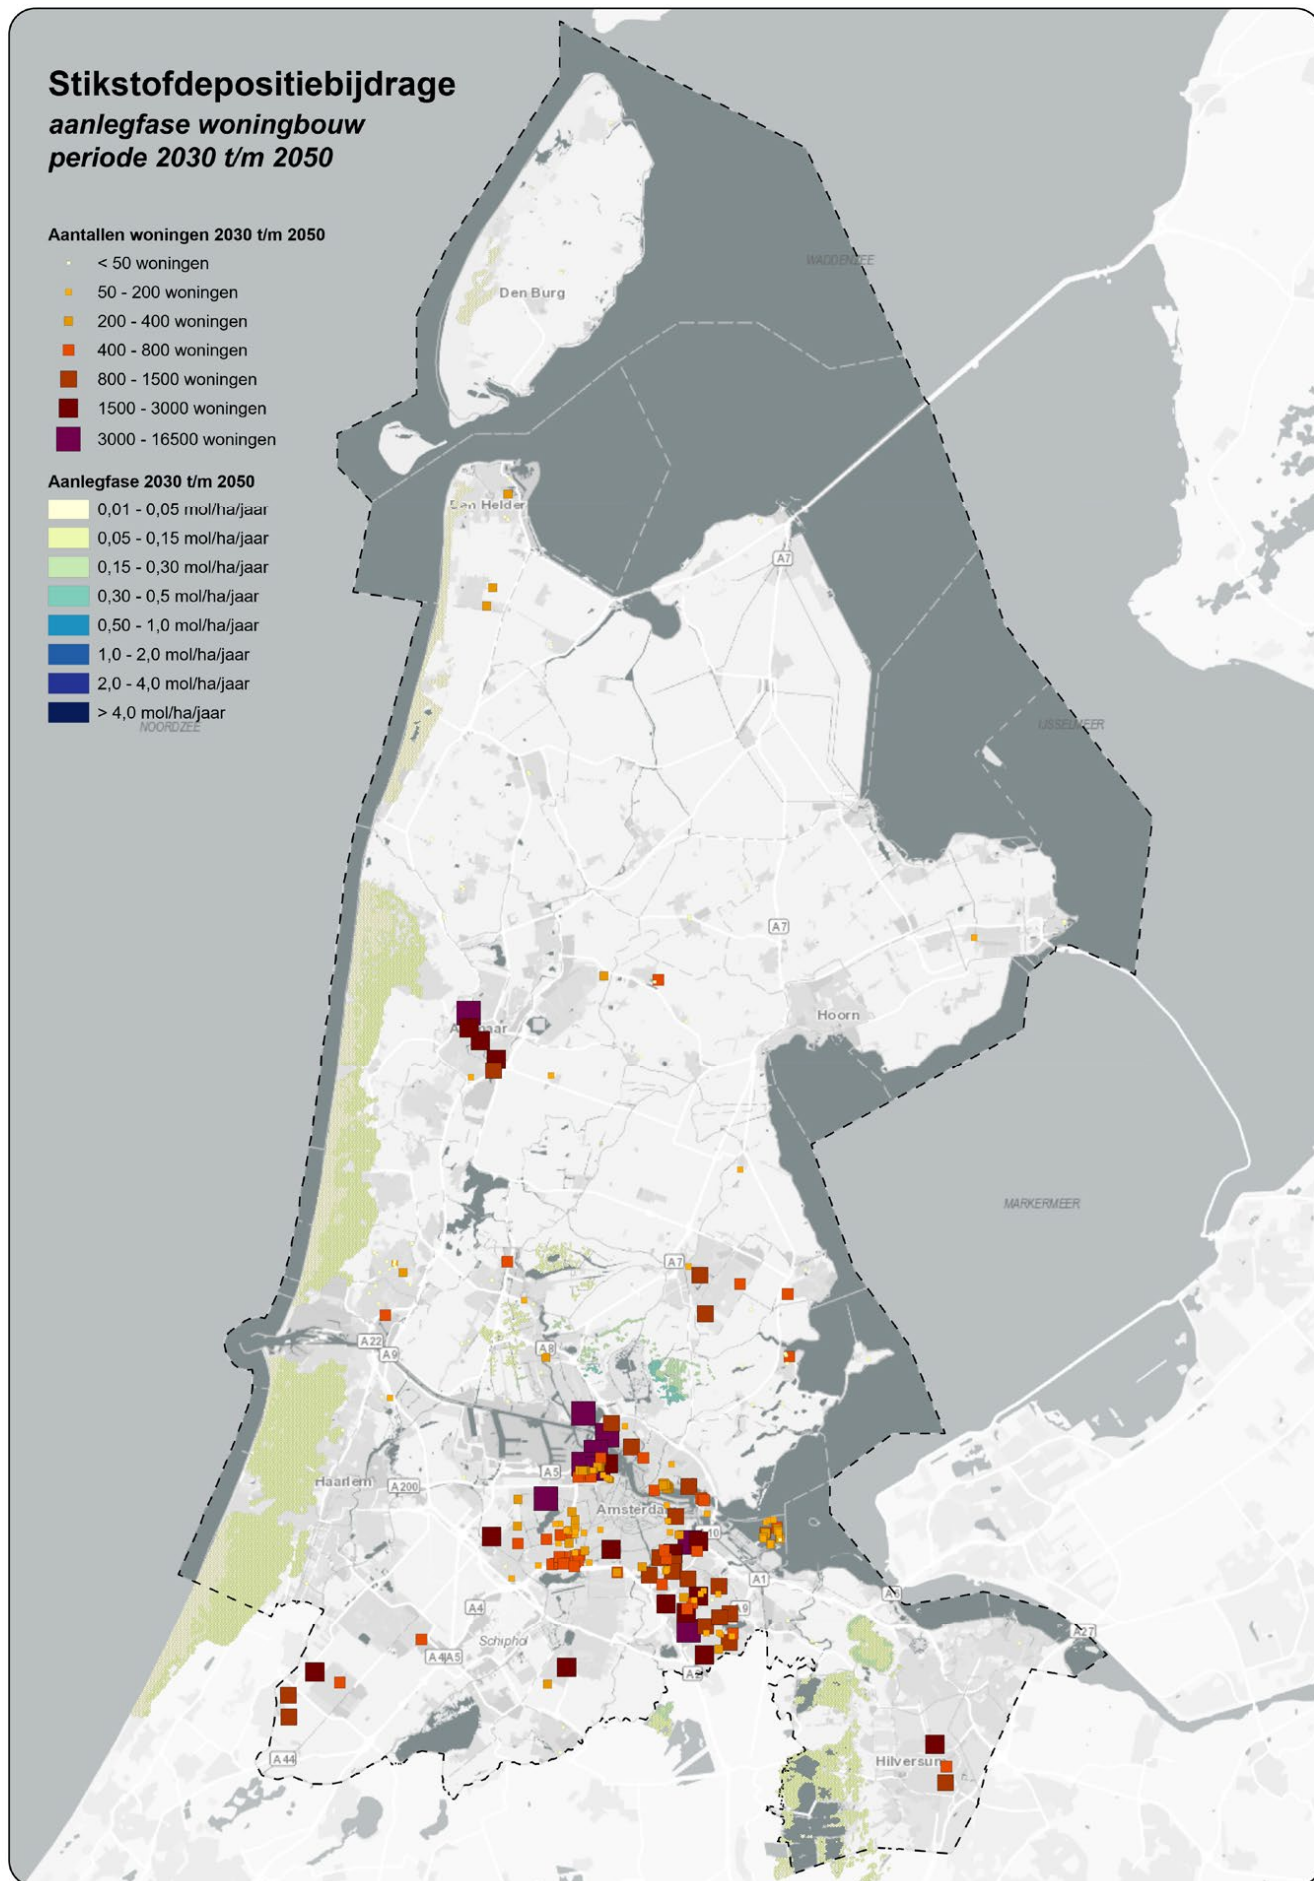 Stikstofdepositiebijdrage
aanlegfase woningbouw
periode 2030 t/m 2050
Aantallen woningen 2030 t/m 2050
< 50 woningen
50 - 200 woningen
200 - 400 woningen
400 - 800 woningen
800 - 1500 woningen
1500 - 3000 woningen
3000 - 16500 woningen
Aanlegfase 2030 t/m 2050
0,01 - 0,05 mol/ha/jaar
0,05 - 0,15 mol/ha/jaar
0,15 - 0,30 mol/ha/jaar
0,30 - 0,5 mol/ha/jaar
0,50 - 1,0 mol/ha/jaar
1,0 - 2,0 mol/ha/jaar
2,0 - 4,0 mol/ha/jaar
> 4,0 mol/ha/jaar
NOORDZEE
WADDENZEE
Den Burg
Den Helder
A7
IJSSELMEER
A7
Hoorn
MARKERMEER
A7
A22
A9
A8
Haarlem
A200
A5
Amsterdam
A1
A9
A6
A4
Schiphol
A4|A5
A27
A2
A44
Hilversum